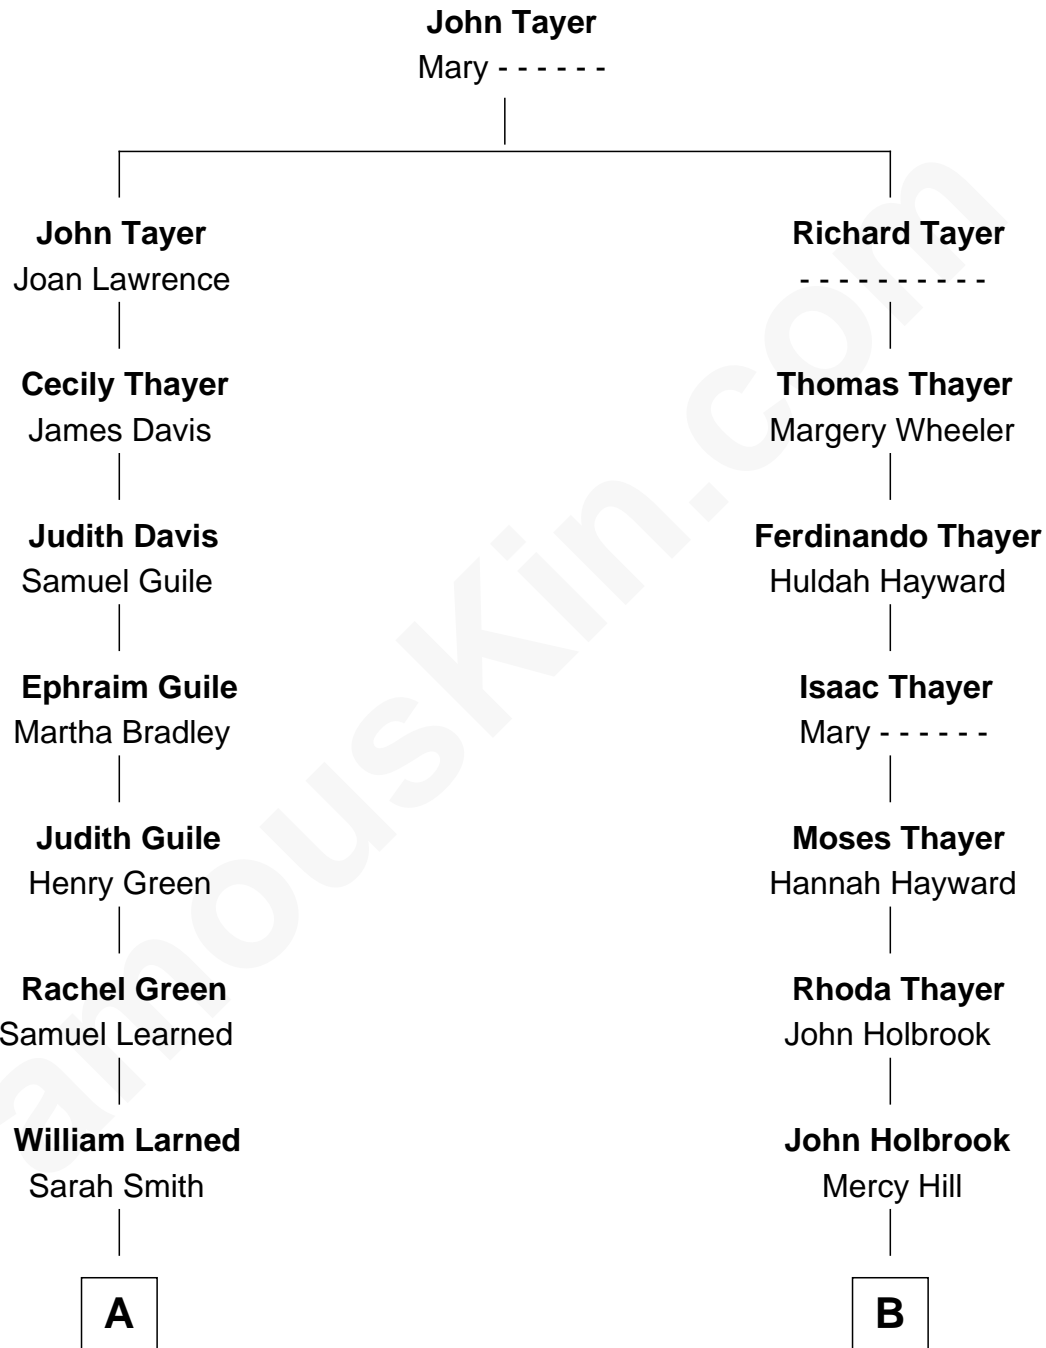 John Tayer
Mary - - - - - -
John Tayer
Joan Lawrence
Richard Tayer
- - - - - - - - - -
Cecily Thayer
James Davis
Thomas Thayer
Margery Wheeler
Judith Davis
Samuel Guile
Ferdinando Thayer
Huldah Hayward
Ephraim Guile
Martha Bradley
Isaac Thayer
Mary - - - - - -
Judith Guile
Henry Green
Moses Thayer
Hannah Hayward
Rachel Green
Samuel Learned
Rhoda Thayer
John Holbrook
William Larned
Sarah Smith
John Holbrook
Mercy Hill
A
B
amouskin.com